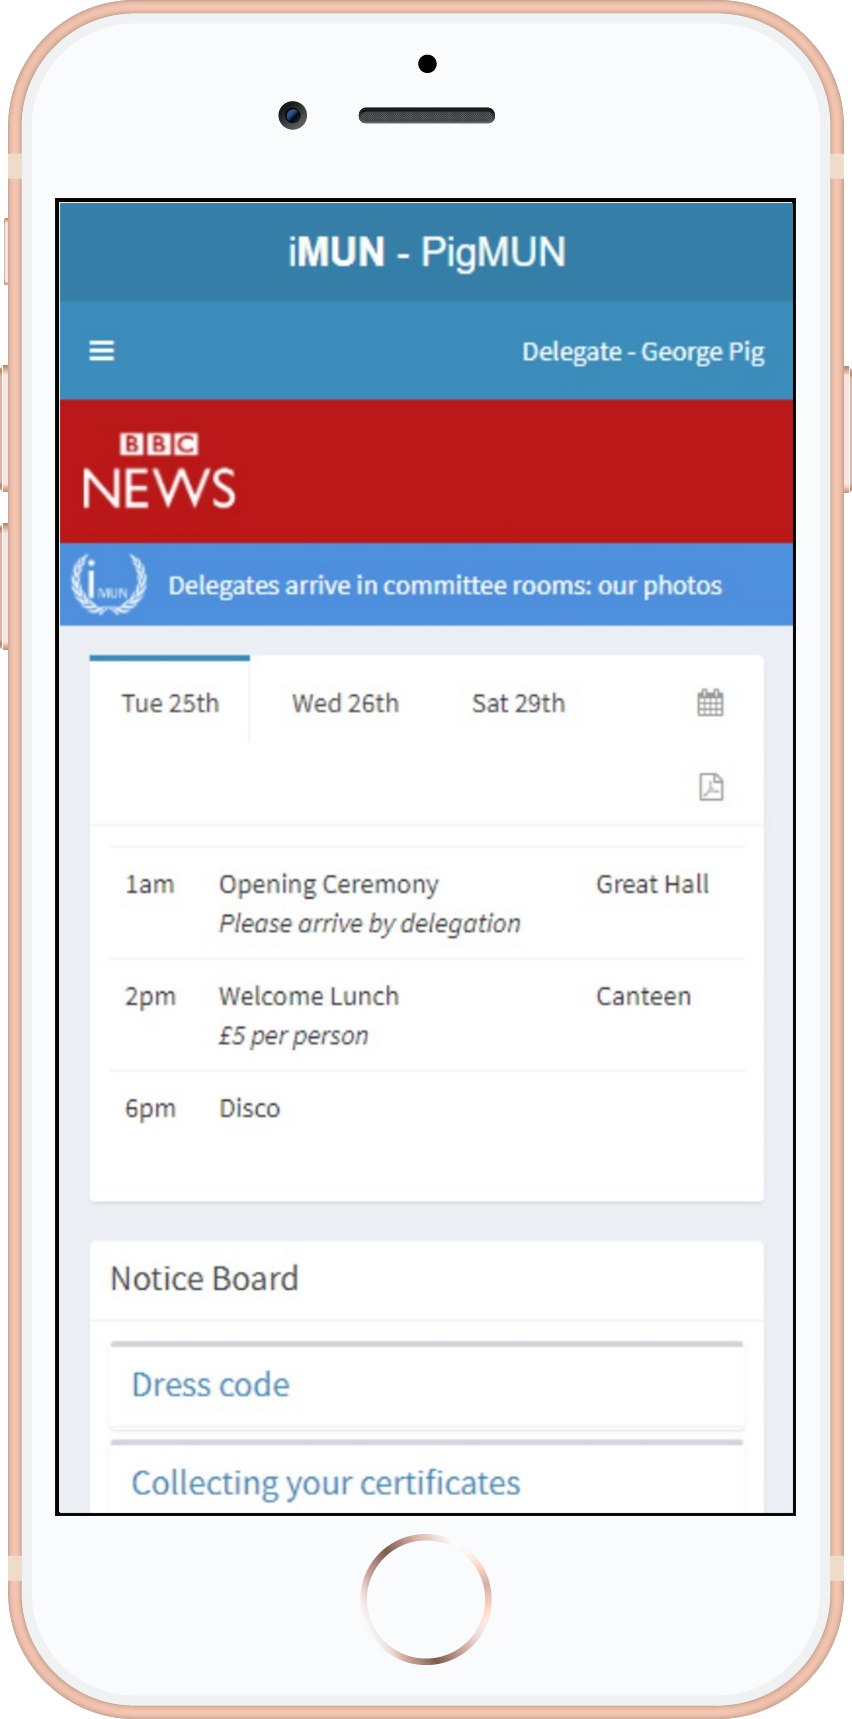 iMUN - PigMUN
Delegate - George Pig
BBC
NEWS
iMUN Delegates arrive in committee rooms: our photos
Tue 25th Wed 26th Sat 29th
1am Opening Ceremony Great Hall
Please arrive by delegation
2pm Welcome Lunch Canteen
£5 per person
6pm Disco
Notice Board
Dress code
Collecting your certificates